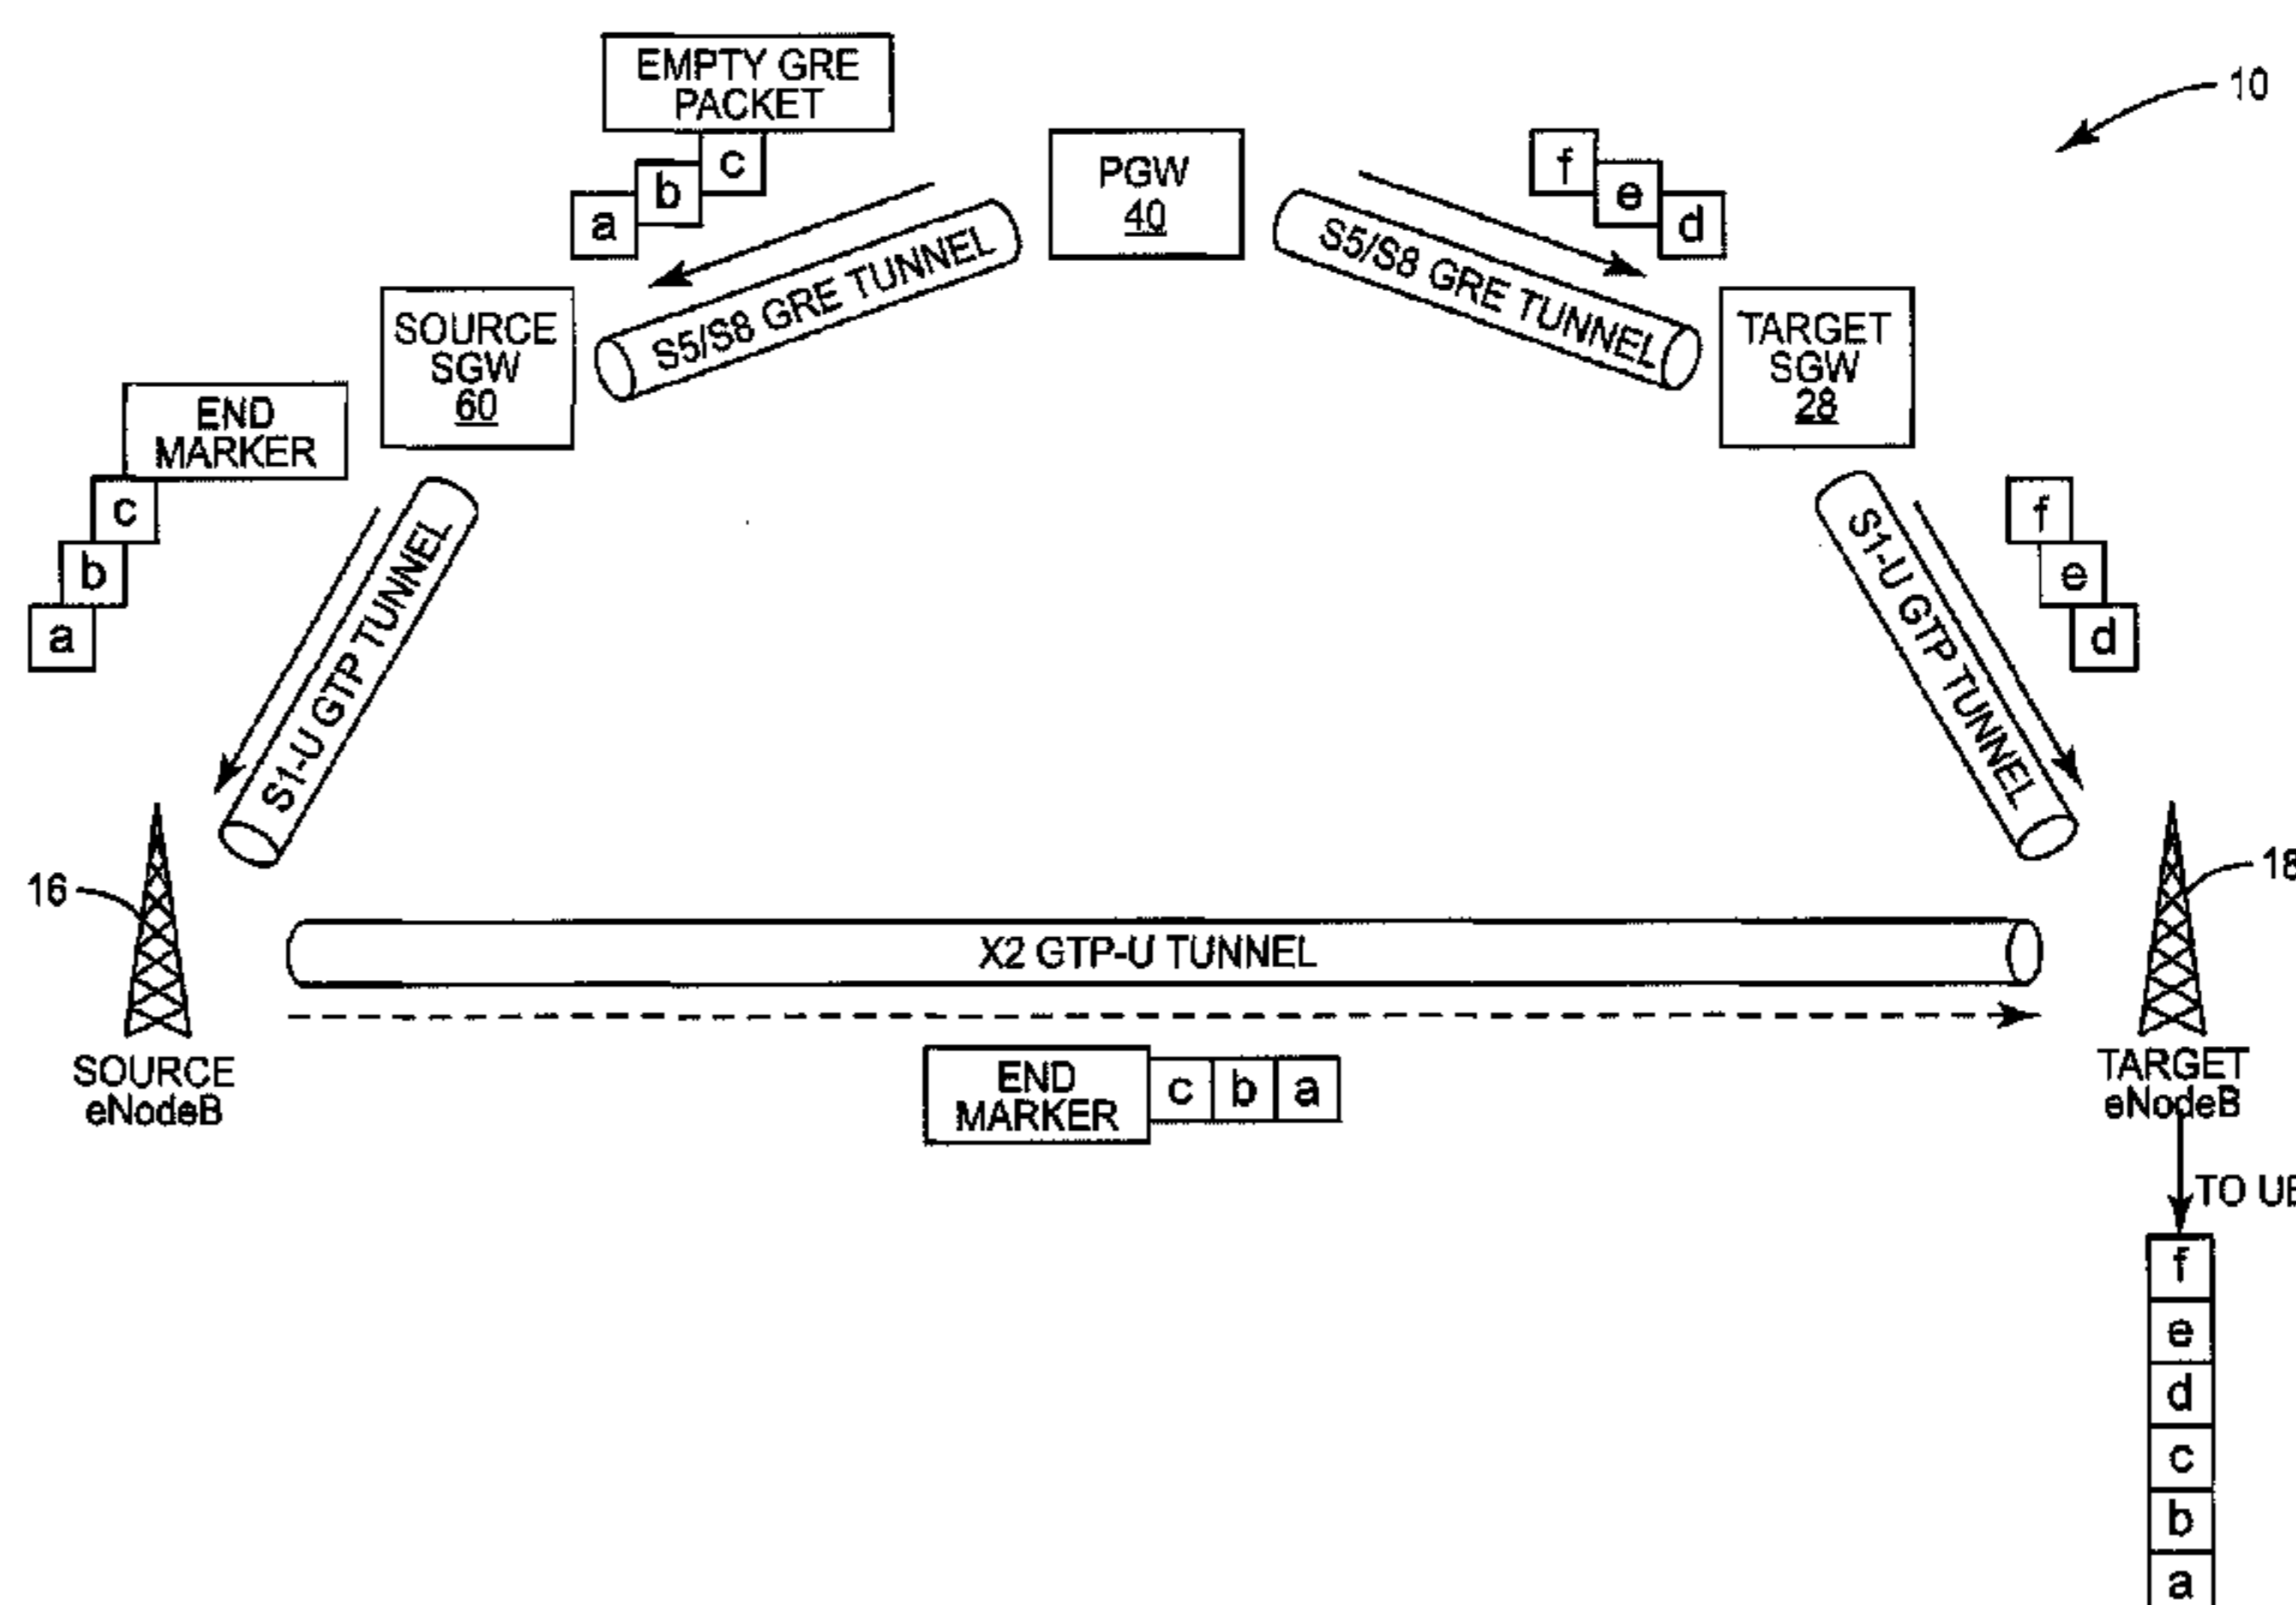 EMPTY GRE
PACKET
10
c
b
a
PGW
40
f
e
d
S5/S8 GRE TUNNEL
S5/S8 GRE TUNNEL
SOURCE
SGW
60
TARGET
SGW
28
END
MARKER
c
b
a
S1-U GTP TUNNEL
S1-U GTP TUNNEL
f
e
d
16
18
X2 GTP-U TUNNEL
SOURCE
eNodeB
END
MARKER
c b a
TARGET
eNodeB
TO UE
f
e
d
c
b
a